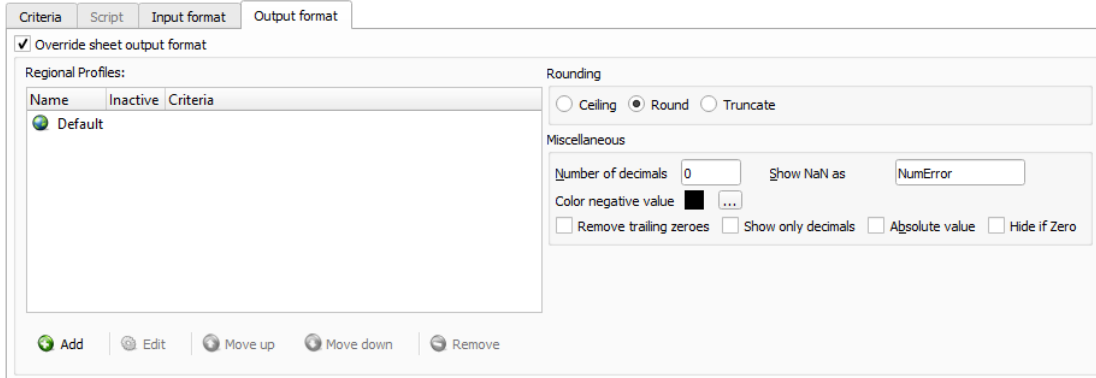 Criteria Script Input format Output format
Override sheet output format
Regional Profiles:
Name Inactive Criteria
Default
Add Edit Move up Move down Remove
Rounding
Ceiling Round Truncate
Miscellaneous
Number of decimals 0 Show NaN as NumError
Color negative value ...
Remove trailing zeroes Show only decimals Absolute value Hide if Zero